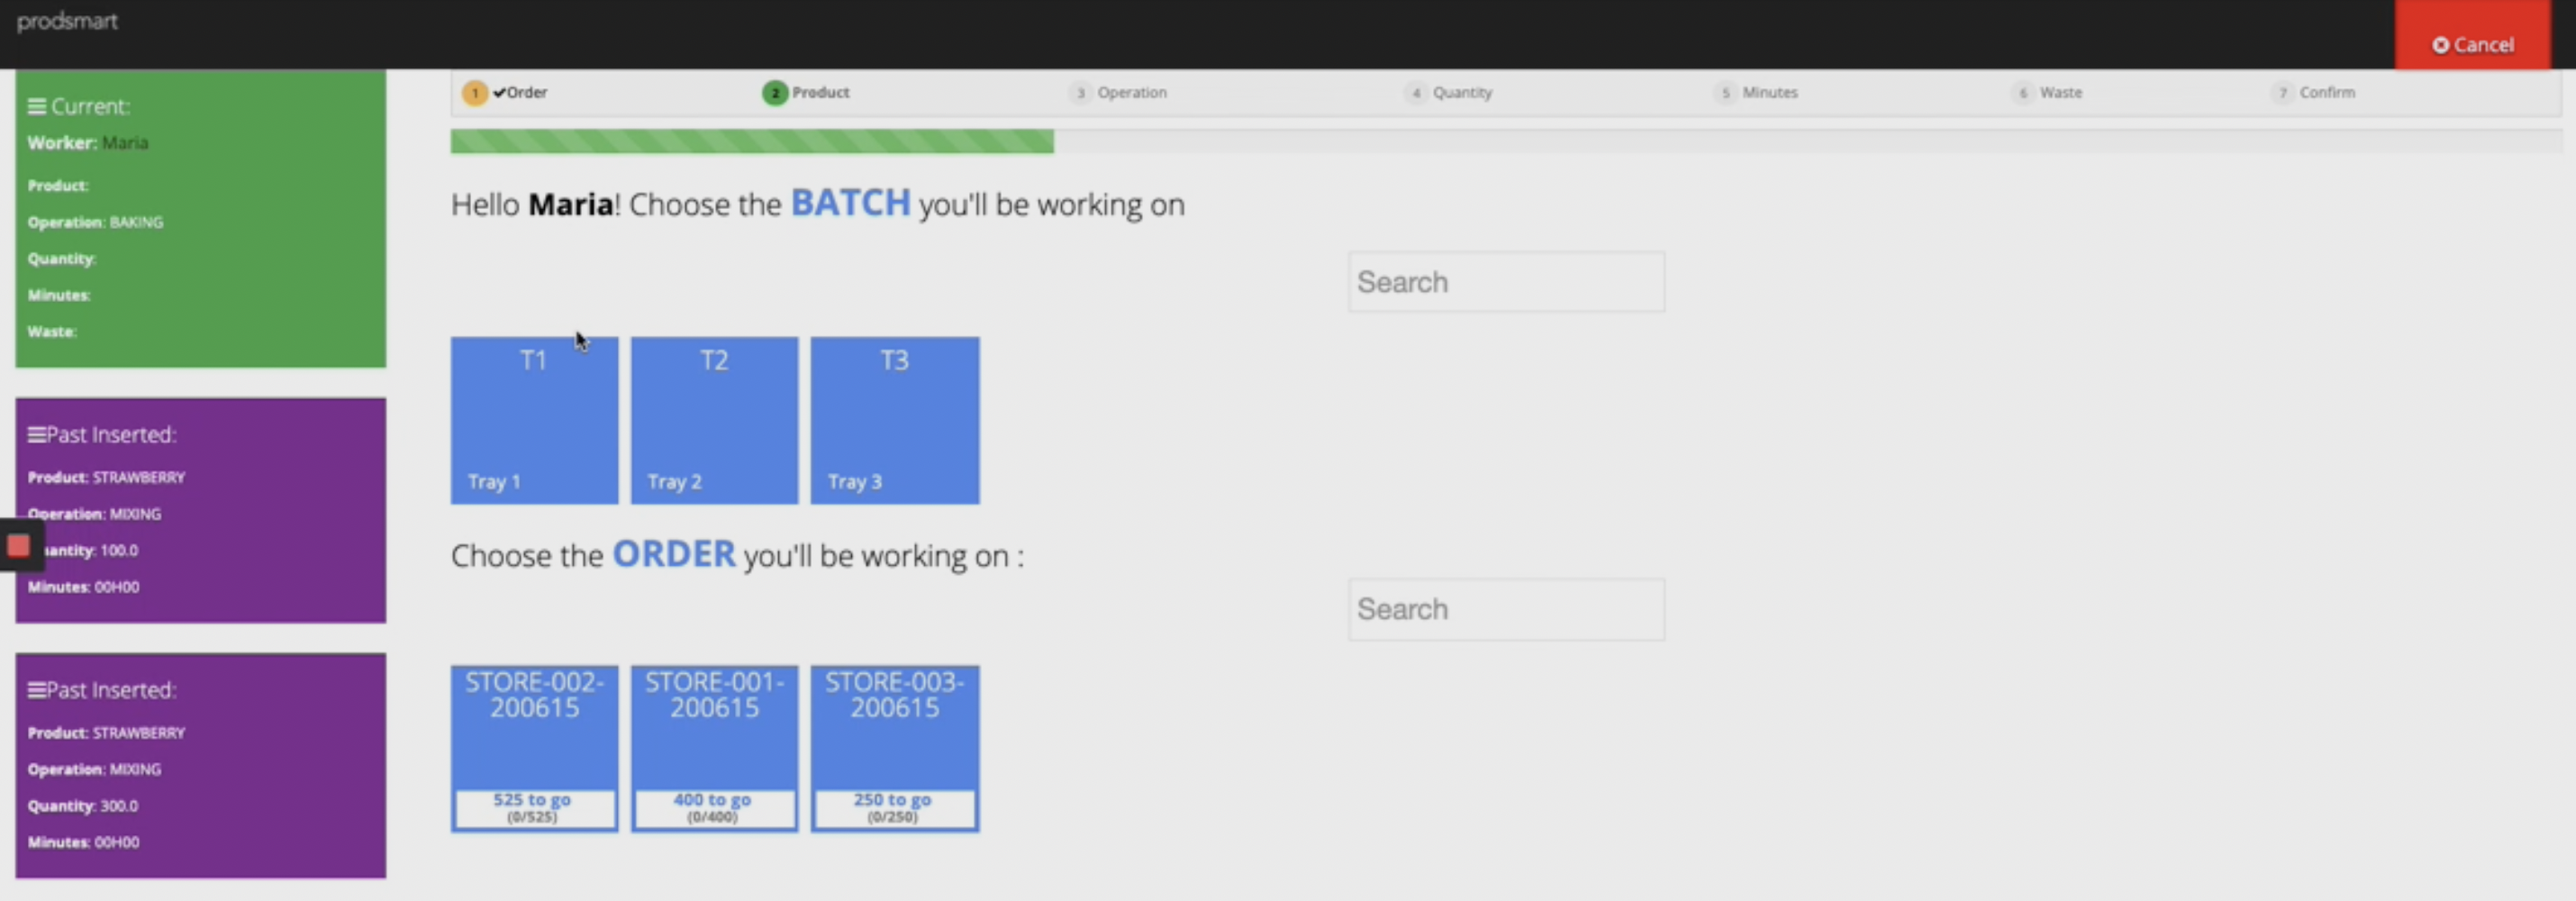 prodsmart
Cancel
Current:
Worker: Maria
Product:
Operation: BAKING
Quantity:
Minutes:
Waste:
Past Inserted:
Product: STRAWBERRY
Operation: MIXING
uantity: 100.0
Minutes: 00H00
Past Inserted:
Product: STRAWBERRY
Operation: MIXING
Quantity: 300.0
Minutes: 00H00
1 ✔Order 2 Product 3 Operation 4 Quantity 5 Minutes 6 Waste 7 Confirm
Hello Maria! Choose the BATCH you'll be working on
Search
T1 T2 T3
Tray 1 Tray 2 Tray 3
Choose the ORDER you'll be working on :
Search
STORE-002- STORE-001- STORE-003-
200615 200615 200615
525 to go 400 to go 250 to go
(0/525) (0/400) (0/250)